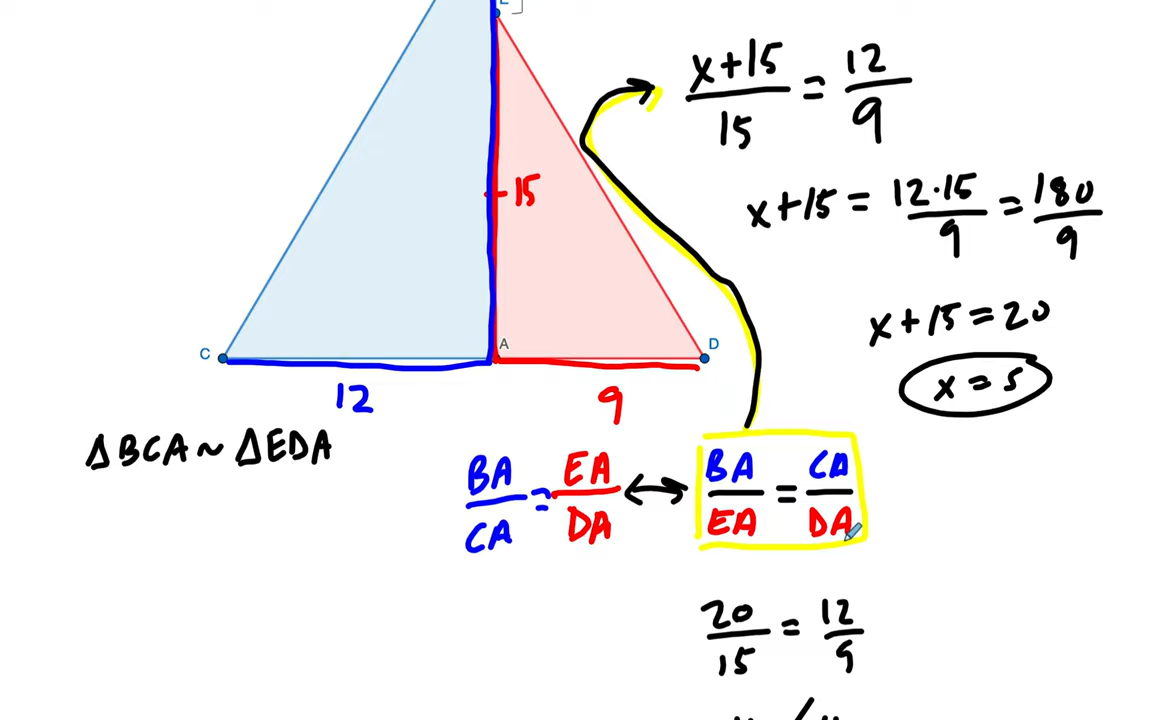 E
x+15/15 = 12/9
15
x+15 = 12·15/9 = 180/9
x+15 = 20
C
A
D
x = 5
12
9
ΔBCA ~ ΔEDA
BA/CA = EA/DA ↔ BA/EA = CA/DA
20/15 = 12/9